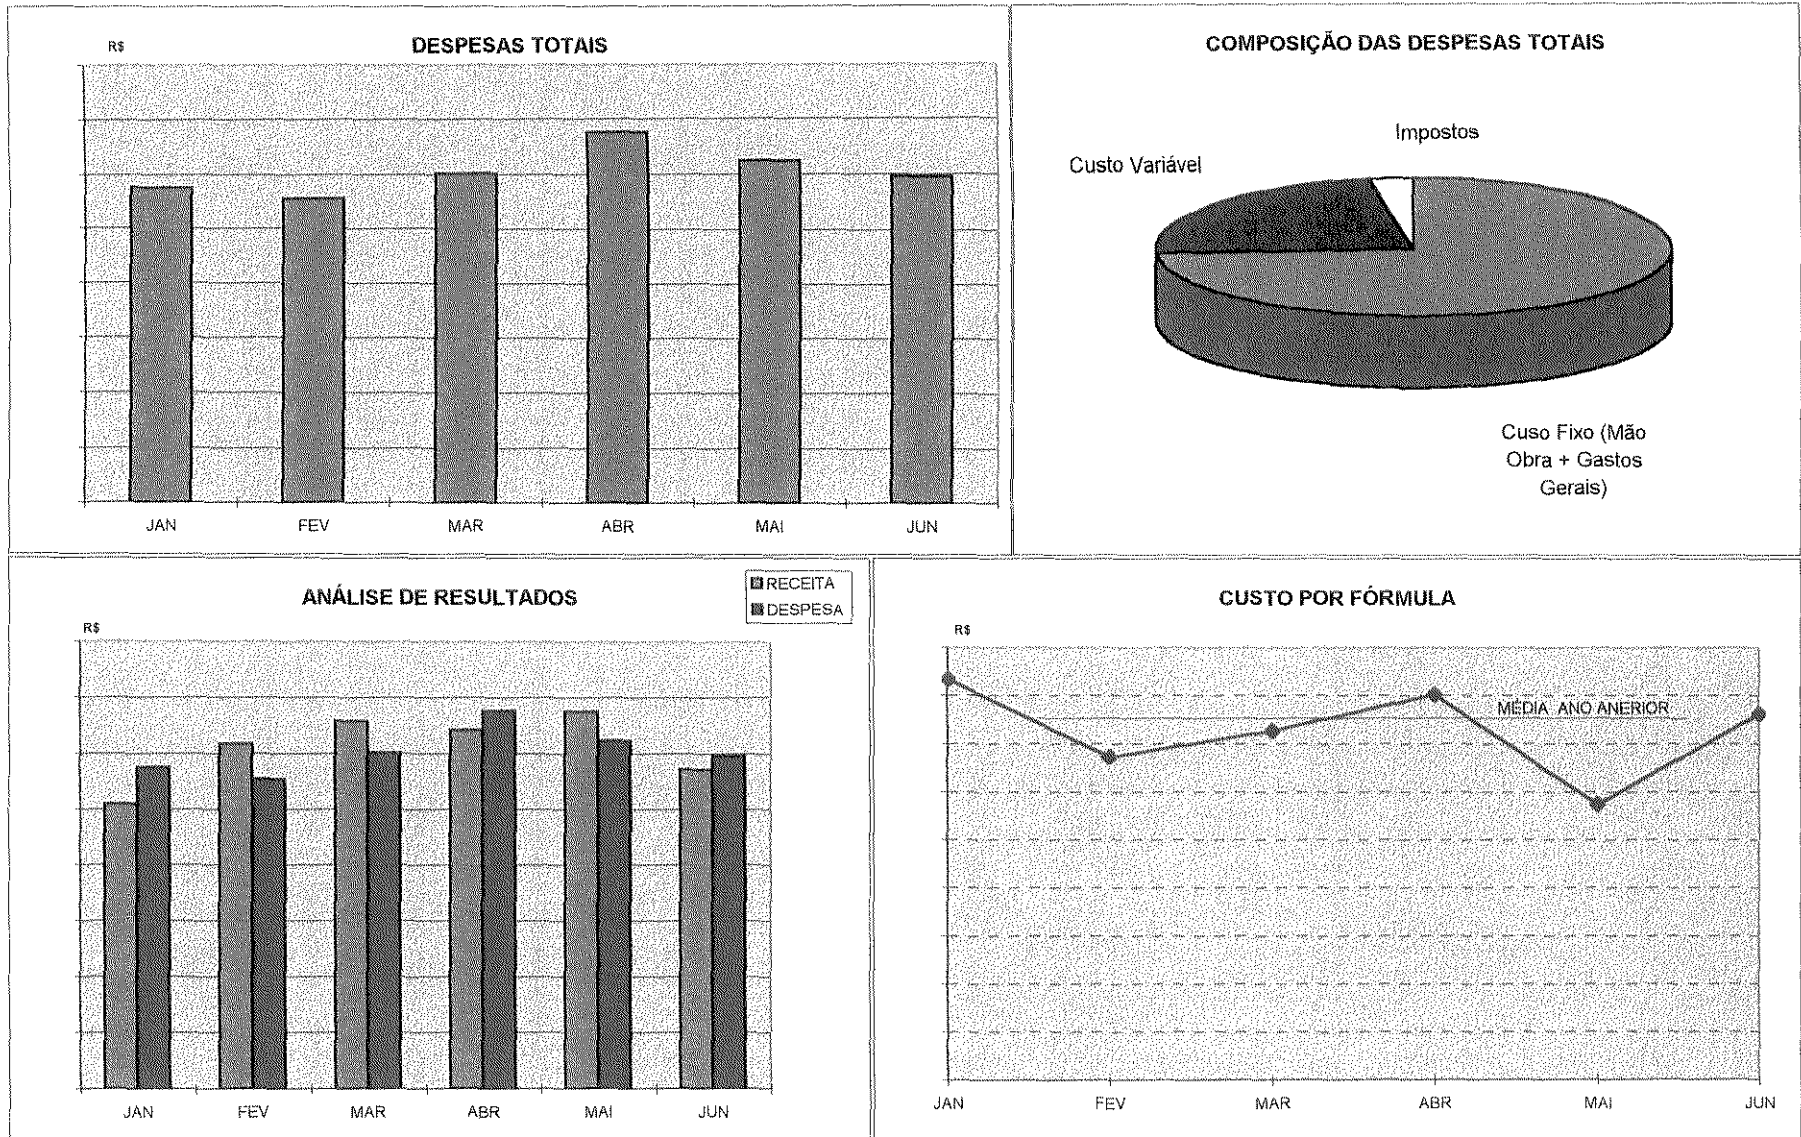 DESPESAS TOTAIS
R$
JAN FEV MAR ABR MAI JUN
COMPOSIÇÃO DAS DESPESAS TOTAIS
Impostos
Custo Variável
Cuso Fixo (Mão
Obra + Gastos
Gerais)
ANÁLISE DE RESULTADOS
RECEITA
DESPESA
R$
JAN FEV MAR ABR MAI JUN
CUSTO POR FÓRMULA
R$
MÉDIA ANO ANERIOR
JAN FEV MAR ABR MAI JUN